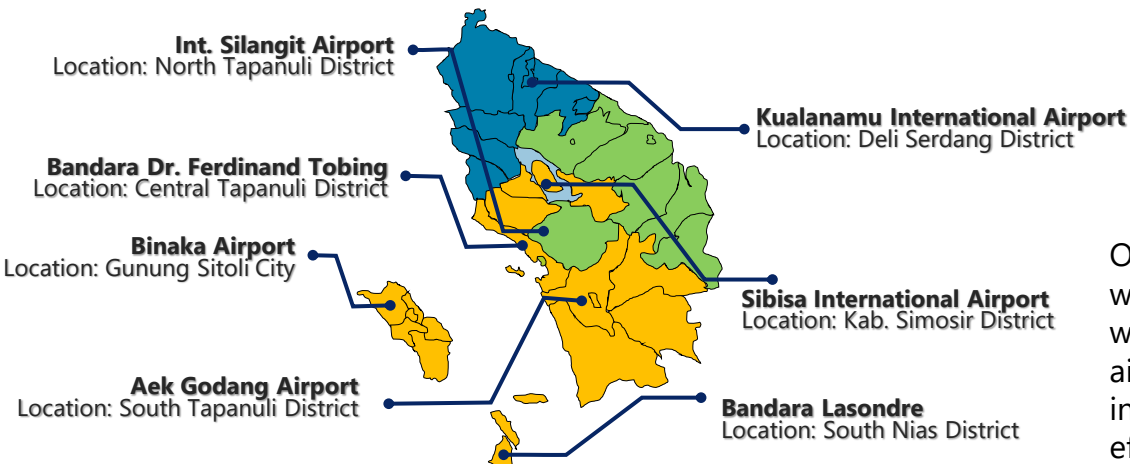 Int. Silangit Airport
Location: North Tapanuli District
Kualanamu International Airport
Location: Deli Serdang District
Bandara Dr. Ferdinand Tobing
Location: Central Tapanuli District
Binaka Airport
Location: Gunung Sitoli City
Sibisa International Airport
Location: Kab. Simosir District
Aek Godang Airport
Location: South Tapanuli District
Bandara Lasondre
Location: South Nias District